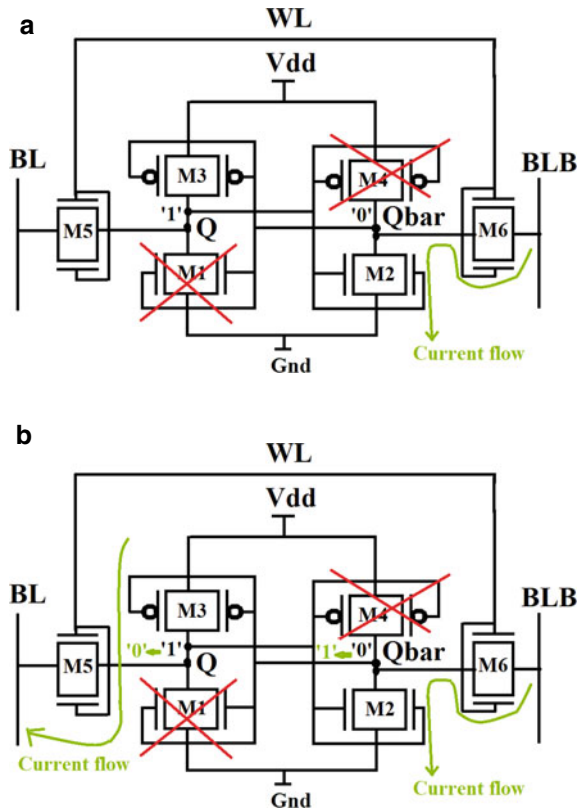 a
WL
Vdd
BL
BLB
M3
M4
'1'
Q
'0'
Qbar
M5
M6
M1
M2
Gnd
Current flow
b
WL
Vdd
BL
BLB
M3
M4
'0' '1'
Q
'1' '0'
Qbar
M5
M6
M1
M2
Current flow
Gnd
Current flow